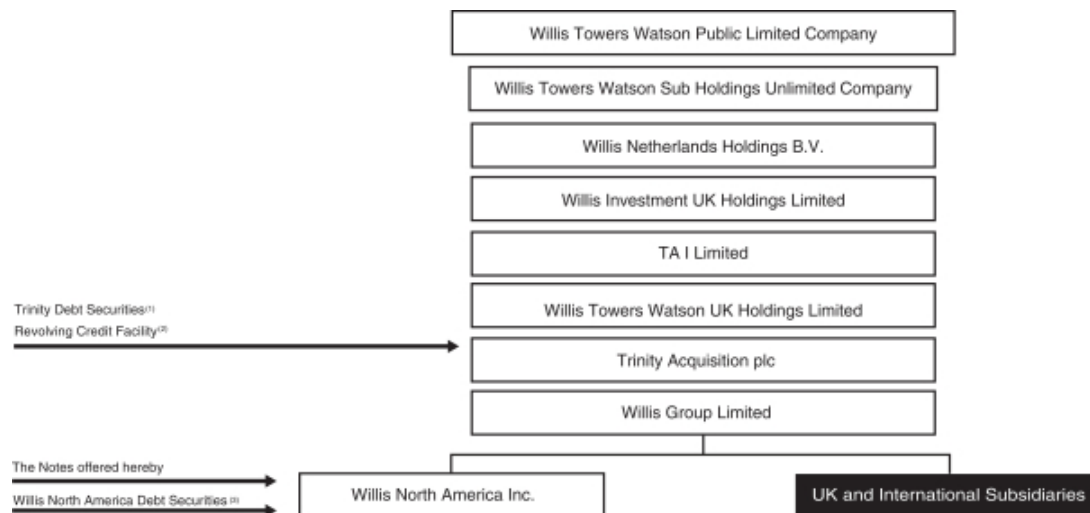 Willis Towers Watson Public Limited Company
Willis Towers Watson Sub Holdings Unlimited Company
Willis Netherlands Holdings B.V.
Willis Investment UK Holdings Limited
TA I Limited
Willis Towers Watson UK Holdings Limited
Trinity Debt Securities(1)
Revolving Credit Facility(2)
Trinity Acquisition plc
Willis Group Limited
The Notes offered hereby
Willis North America Debt Securities (3)
Willis North America Inc.
UK and International Subsidiaries